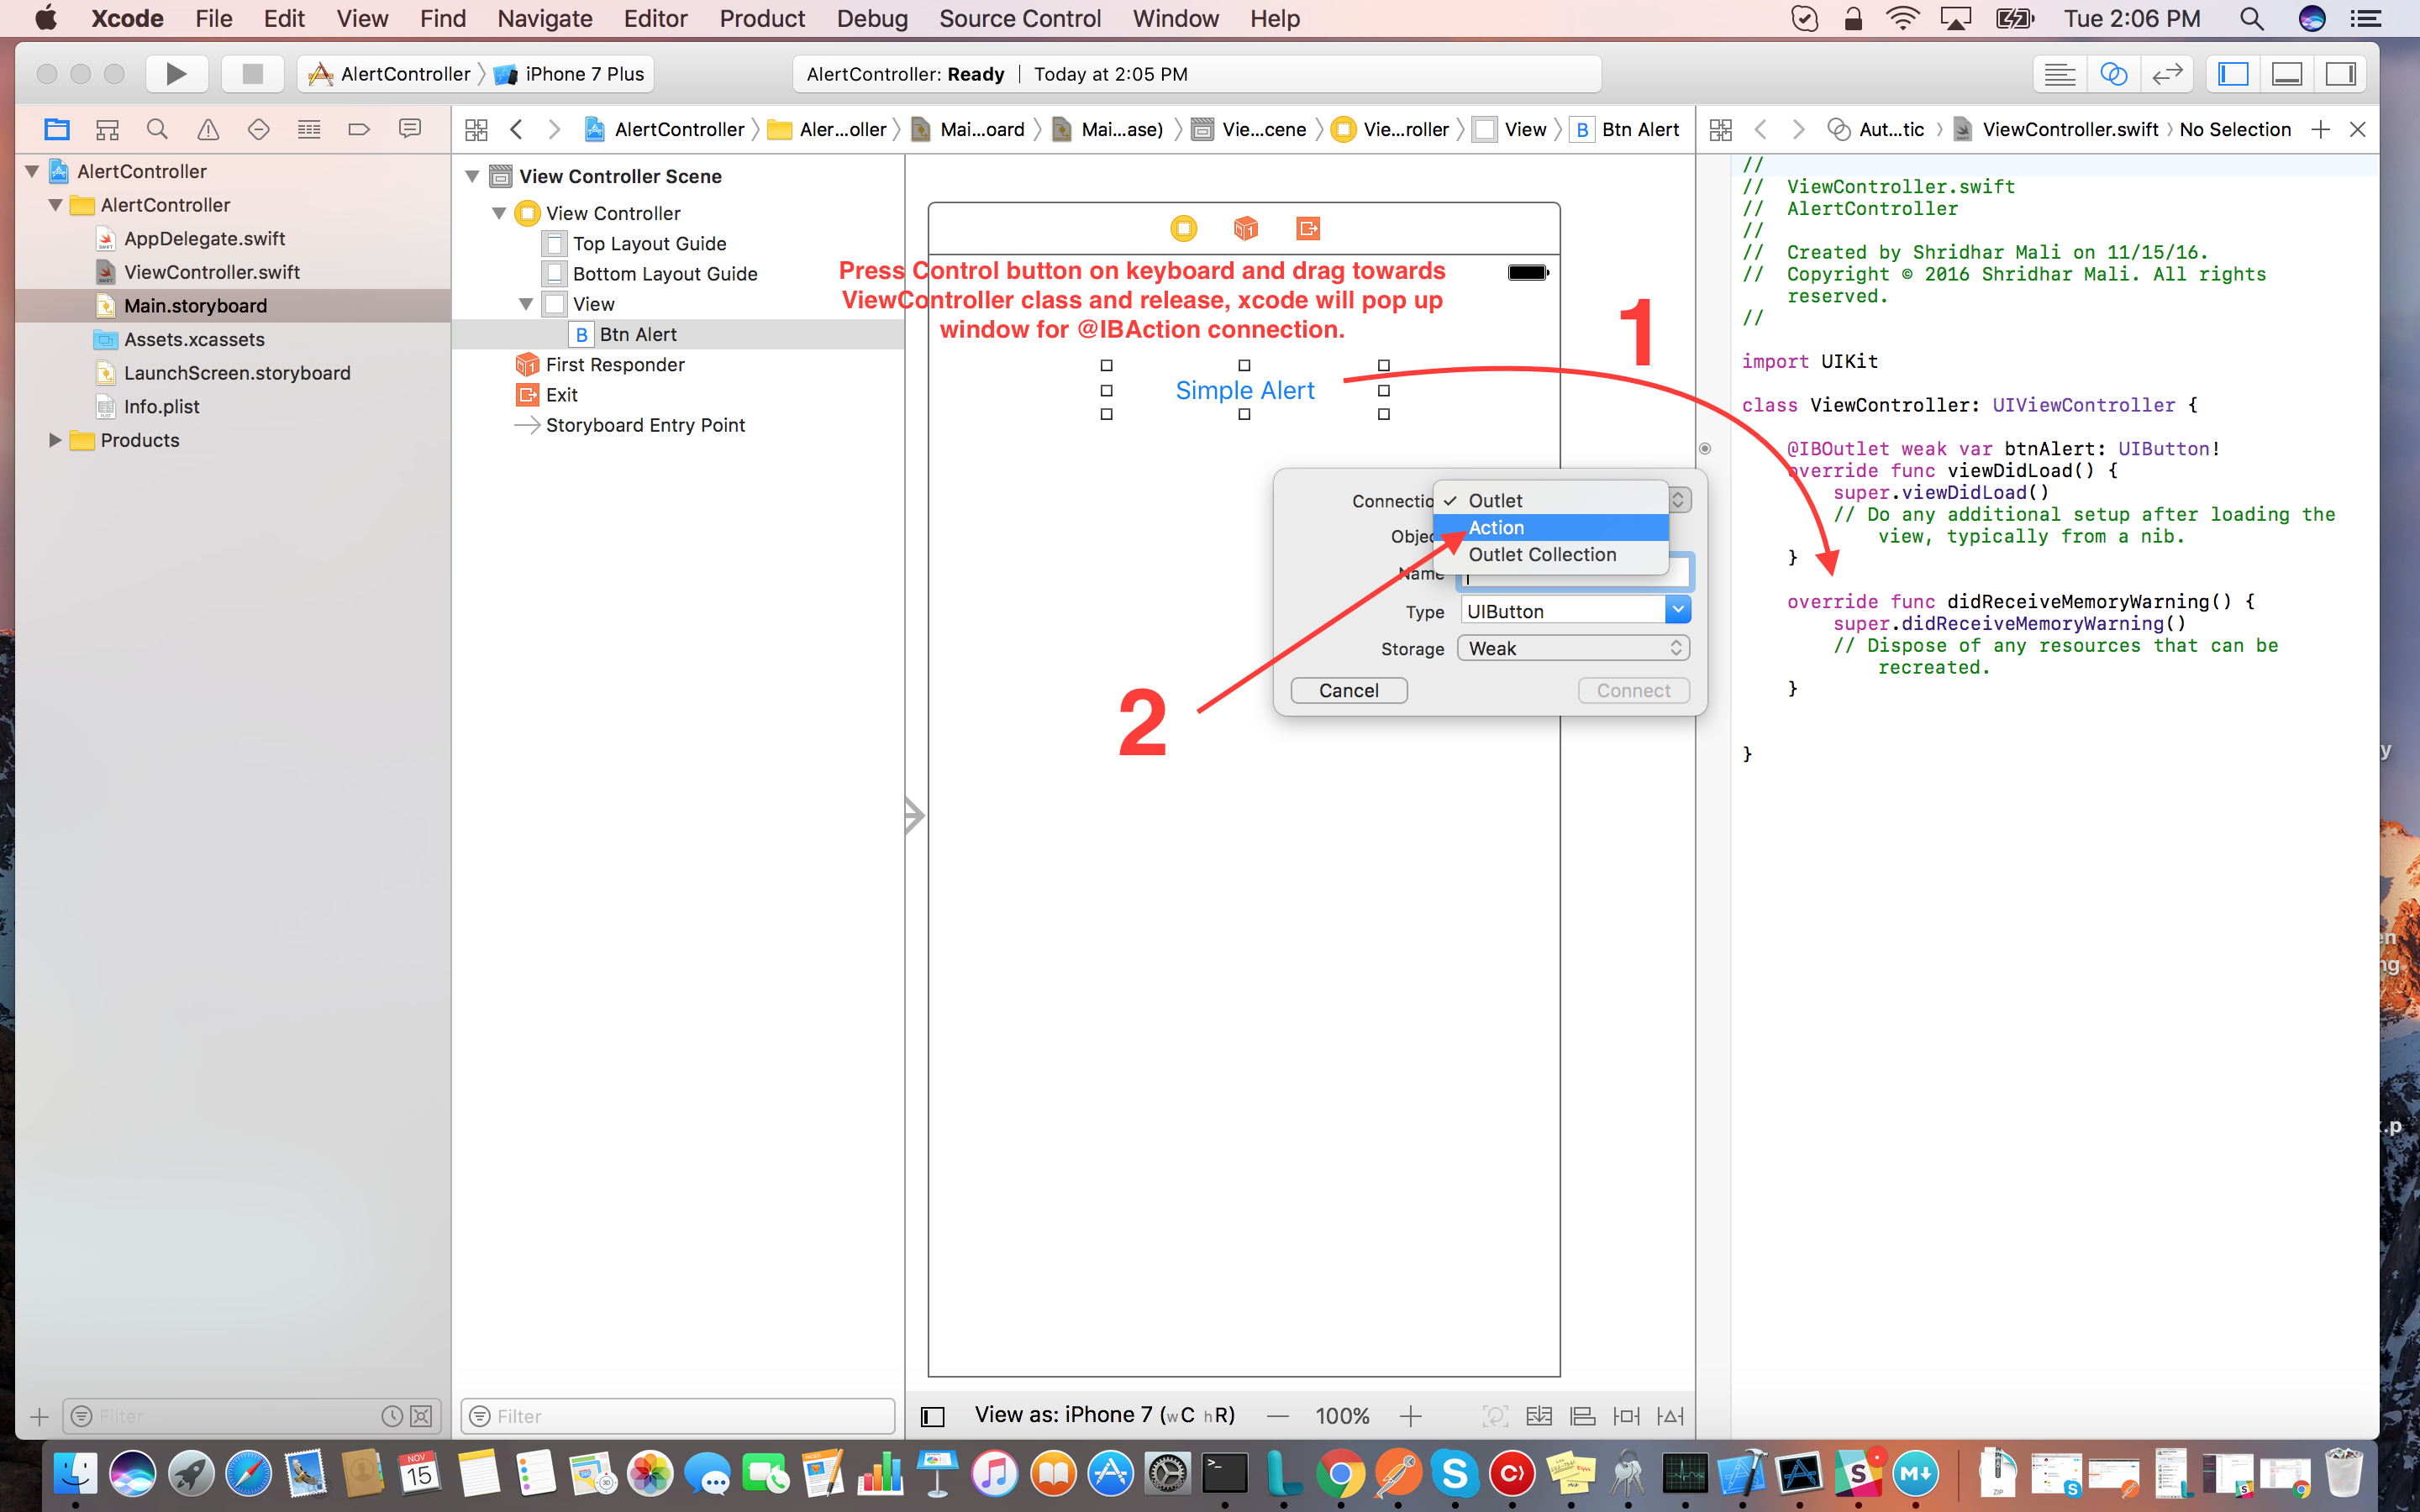 Xcode File Edit View Find Navigate Editor Product Debug Source Control Window Help Tue 2:06 PM
AlertController iPhone 7 Plus AlertController: Ready | Today at 2:05 PM
AlertController Aler...oller Mai...oard Mai...ase) Vie...cene Vie...roller View B Btn Alert
Aut...tic ViewController.swift No Selection
AlertController
AlertController
AppDelegate.swift
ViewController.swift
Main.storyboard
Assets.xcassets
LaunchScreen.storyboard
Info.plist
Products
Filter
View Controller Scene
View Controller
Top Layout Guide
Bottom Layout Guide
View
B Btn Alert
First Responder
Exit
Storyboard Entry Point
Filter
Press Control button on keyboard and drag towards
ViewController class and release, xcode will pop up
window for @IBAction connection.
Simple Alert
1
2
Connectio
Outlet
Action
Outlet Collection
Objec
Name
Type UIButton
Storage Weak
Cancel Connect
View as: iPhone 7 (wC hR) — 100% +
//
// ViewController.swift
// AlertController
//
// Created by Shridhar Mali on 11/15/16.
// Copyright © 2016 Shridhar Mali. All rights
reserved.
//
import UIKit
class ViewController: UIViewController {
@IBOutlet weak var btnAlert: UIButton!
override func viewDidLoad() {
super.viewDidLoad()
// Do any additional setup after loading the
view, typically from a nib.
}
override func didReceiveMemoryWarning() {
super.didReceiveMemoryWarning()
// Dispose of any resources that can be
recreated.
}
}
y
en
ng
.p
NOV
15
ZIP